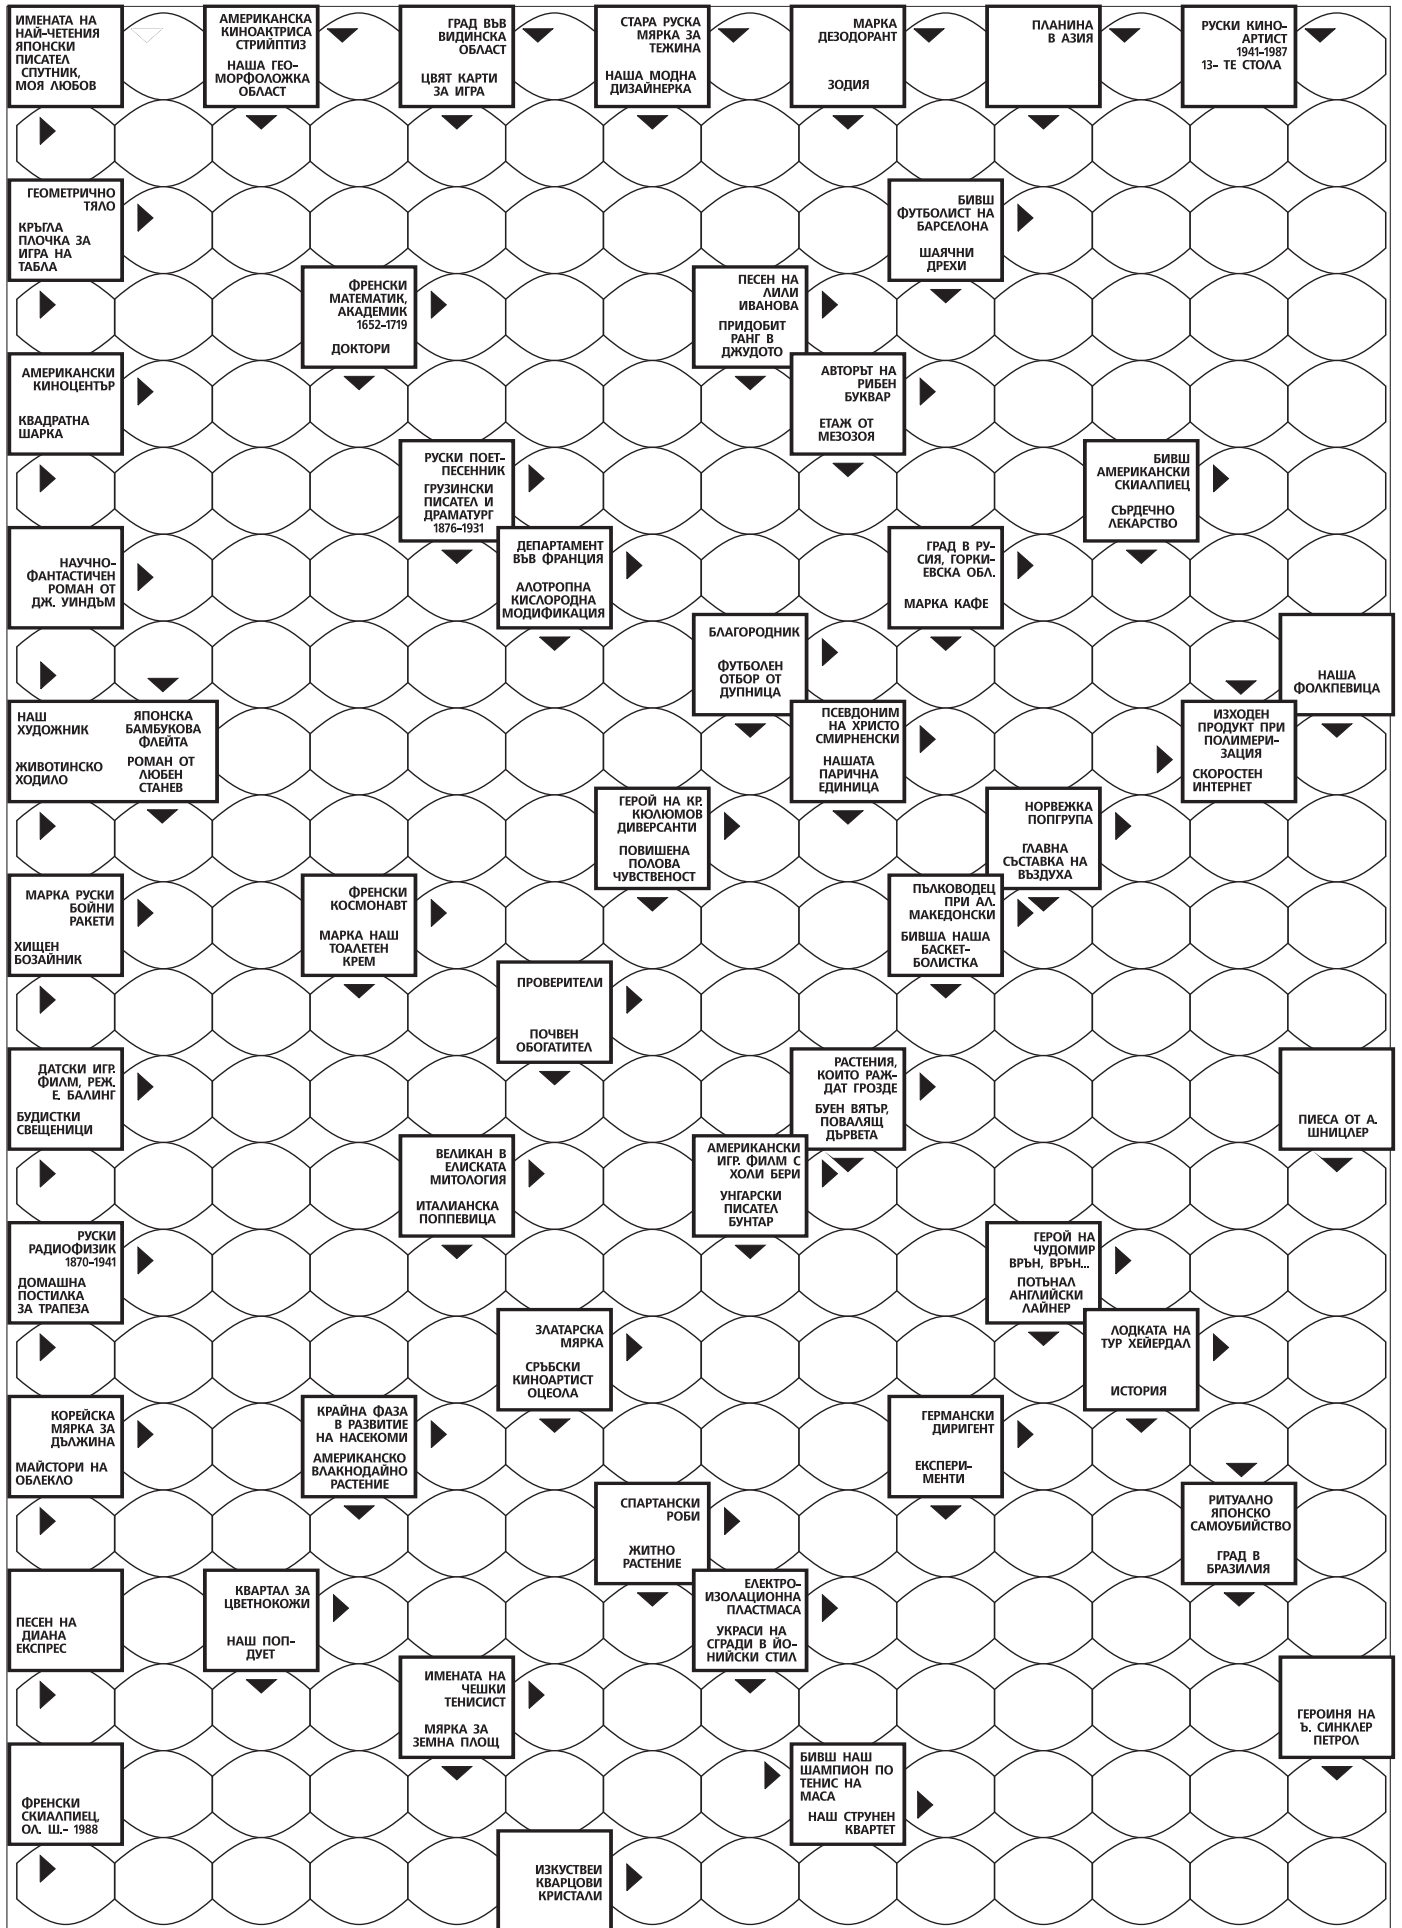 ИМЕНАТА НА
НАЙ-ЧЕТЕНИЯ
ЯПОНСКИ
ПИСАТЕЛ
СПУТНИК,
МОЯ ЛЮБОВ
АМЕРИКАНСКА
КИНОАКТРИСА
СТРИЙПТИЗ
НАША ГЕО-
МОРФОЛОЖКА
ОБЛАСТ
ГРАД ВЪВ
ВИДИНСКА
ОБЛАСТ
ЦВЯТ КАРТИ
ЗА ИГРА
СТАРА РУСКА
МЯРКА ЗА
ТЕЖИНА
НАША МОДНА
ДИЗАЙНЕРКА
МАРКА
ДЕЗОДОРАНТ
ЗОДИЯ
ПЛАНИНА
В АЗИЯ
РУСКИ КИНО-
АРТИСТ
1941-1987
13- ТЕ СТОЛА
ГЕОМЕТРИЧНО
ТЯЛО
КРЪГЛА
ПЛОЧКА ЗА
ИГРА НА
ТАБЛА
БИВШ
ФУТБОЛИСТ НА
БАРСЕЛОНА
ШАЯЧНИ
ДРЕХИ
ФРЕНСКИ
МАТЕМАТИК,
АКАДЕМИК
1652-1719
ДОКТОРИ
ПЕСЕН НА
ЛИЛИ
ИВАНОВА
ПРИДОБИТ
РАНГ В
ДЖУДОТО
АМЕРИКАНСКИ
КИНОЦЕНТЪР
КВАДРАТНА
ШАРКА
АВТОРЪТ НА
РИБЕН
БУКВАР
ЕТАЖ ОТ
МЕЗОЗОЯ
РУСКИ ПОЕТ-
ПЕСЕННИК
ГРУЗИНСКИ
ПИСАТЕЛ И
ДРАМАТУРГ
1876-1931
БИВШ
АМЕРИКАНСКИ
СКИАЛПИЕЦ
СЪРДЕЧНО
ЛЕКАРСТВО
НАУЧНО-
ФАНТАСТИЧЕН
РОМАН ОТ
ДЖ. УИНДЪМ
ДЕПАРТАМЕНТ
ВЪВ ФРАНЦИЯ
АЛОТРОПНА
КИСЛОРОДНА
МОДИФИКАЦИЯ
ГРАД В РУ-
СИЯ, ГОРКИ-
ЕВСКА ОБЛ.
МАРКА КАФЕ
БЛАГОРОДНИК
ФУТБОЛЕН
ОТБОР ОТ
ДУПНИЦА
НАША
ФОЛКПЕВИЦА
НАШ
ХУДОЖНИК
ЖИВОТИНСКО
ХОДИЛО
ЯПОНСКА
БАМБУКОВА
ФЛЕЙТА
РОМАН ОТ
ЛЮБЕН
СТАНЕВ
ПСЕВДОНИМ
НА ХРИСТО
СМИРНЕНСКИ
НАШАТА
ПАРИЧНА
ЕДИНИЦА
ИЗХОДЕН
ПРОДУКТ ПРИ
ПОЛИМЕРИ-
ЗАЦИЯ
СКОРОСТЕН
ИНТЕРНЕТ
ГЕРОЙ НА КР.
КЮЛЮМОВ
ДИВЕРСАНТИ
ПОВИШЕНА
ПОЛОВА
ЧУВСТВЕНОСТ
НОРВЕЖКА
ПОПГРУПА
ГЛАВНА
СЪСТАВКА НА
ВЪЗДУХА
МАРКА РУСКИ
БОЙНИ
РАКЕТИ
ХИЩЕН
БОЗАЙНИК
ФРЕНСКИ
КОСМОНАВТ
МАРКА НАШ
ТОАЛЕТЕН
КРЕМ
ПЪЛКОВОДЕЦ
ПРИ АЛ.
МАКЕДОНСКИ
БИВША НАША
БАСКЕТ-
БОЛИСТКА
ПРОВЕРИТЕЛИ
ПОЧВЕН
ОБОГАТИТЕЛ
ДАТСКИ ИГР.
ФИЛМ, РЕЖ.
Е. БАЛИНГ
БУДИСТКИ
СВЕЩЕНИЦИ
РАСТЕНИЯ,
КОИТО РАЖ-
ДАТ ГРОЗДЕ
БУЕН ВЯТЪР,
ПОВАЛЯЩ
ДЪРВЕТА
ПИЕСА ОТ А.
ШНИЦЛЕР
ВЕЛИКАН В
ЕЛИСКАТА
МИТОЛОГИЯ
ИТАЛИАНСКА
ПОППЕВИЦА
АМЕРИКАНСКИ
ИГР. ФИЛМ С
ХОЛИ БЕРИ
УНГАРСКИ
ПИСАТЕЛ
БУНТАР
РУСКИ
РАДИОФИЗИК
1870-1941
ДОМАШНА
ПОСТИЛКА
ЗА ТРАПЕЗА
ГЕРОЙ НА
ЧУДОМИР
ВРЪН, ВРЪН...
ПОТЪНАЛ
АНГЛИЙСКИ
ЛАЙНЕР
ЗЛАТАРСКА
МЯРКА
СРЪБСКИ
КИНОАРТИСТ
ОЦЕОЛА
ЛОДКАТА НА
ТУР ХЕЙЕРДАЛ
ИСТОРИЯ
КОРЕЙСКА
МЯРКА ЗА
ДЪЛЖИНА
МАЙСТОРИ НА
ОБЛЕКЛО
КРАЙНА ФАЗА
В РАЗВИТИЕ
НА НАСЕКОМИ
АМЕРИКАНСКО
ВЛАКНОДАЙНО
РАСТЕНИЕ
ГЕРМАНСКИ
ДИРИГЕНТ
ЕКСПЕРИ-
МЕНТИ
СПАРТАНСКИ
РОБИ
ЖИТНО
РАСТЕНИЕ
РИТУАЛНО
ЯПОНСКО
САМОУБИЙСТВО
ГРАД В
БРАЗИЛИЯ
ПЕСЕН НА
ДИАНА
ЕКСПРЕС
КВАРТАЛ ЗА
ЦВЕТНОКОЖИ
НАШ ПОП-
ДУЕТ
ЕЛЕКТРО-
ИЗОЛАЦИОННА
ПЛАСТМАСА
УКРАСИ НА
СГРАДИ В ЙО-
НИЙСКИ СТИЛ
ИМЕНАТА НА
ЧЕШКИ
ТЕНИСИСТ
МЯРКА ЗА
ЗЕМНА ПЛОЩ
ГЕРОИНЯ НА
Ъ. СИНКЛЕР
ПЕТРОЛ
ФРЕНСКИ
СКИАЛПИЕЦ,
ОЛ. Ш.- 1988
БИВШ НАШ
ШАМПИОН ПО
ТЕНИС НА
МАСА
НАШ СТРУНЕН
КВАРТЕТ
ИЗКУСТВЕИ
КВАРЦОВИ
КРИСТАЛИ